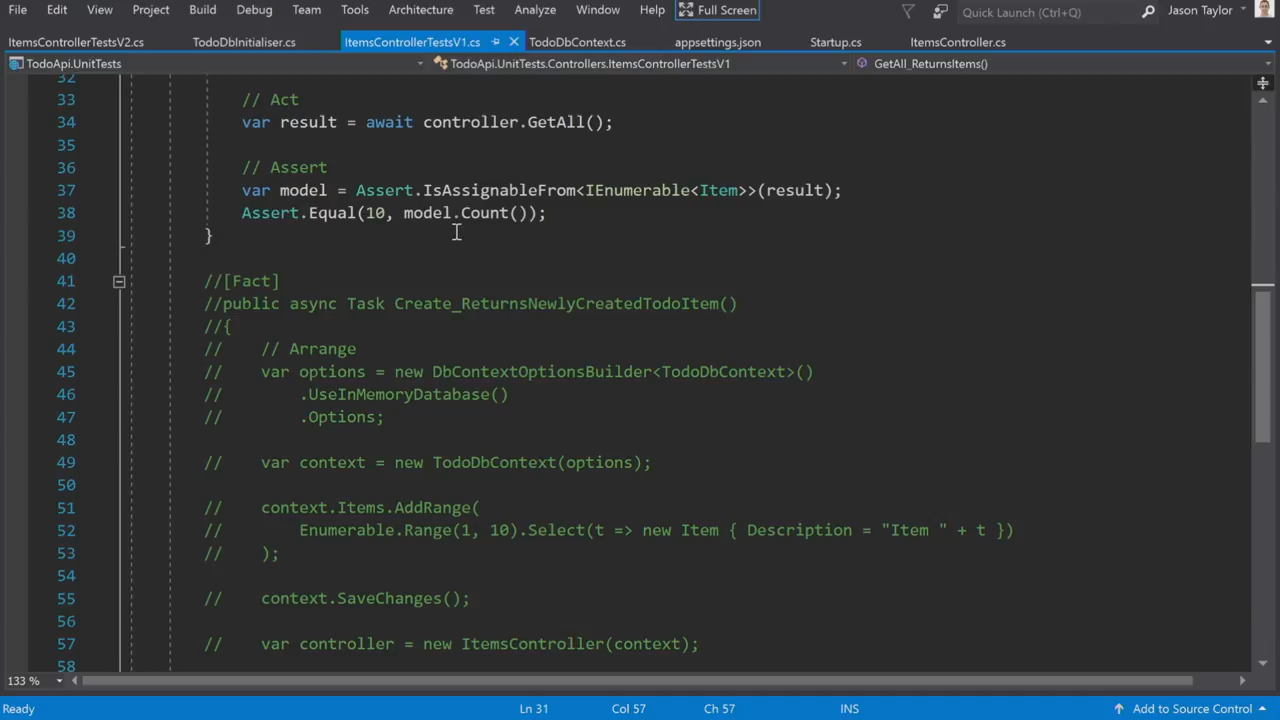 File Edit View Project Build Debug Team Tools Architecture Test Analyze Window Help Full Screen Quick Launch (Ctrl+Q) Jason Taylor
ItemsControllerTestsV2.cs TodoDbInitialiser.cs ItemsControllerTestsV1.cs TodoDbContext.cs appsettings.json Startup.cs ItemsController.cs
TodoApi.UnitTests TodoApi.UnitTests.Controllers.ItemsControllerTestsV1 GetAll_ReturnsItems()
32
33 // Act
34 var result = await controller.GetAll();
35
36 // Assert
37 var model = Assert.IsAssignableFrom<IEnumerable<Item>>(result);
38 Assert.Equal(10, model.Count());
39 }
40
41 //[Fact]
42 //public async Task Create_ReturnsNewlyCreatedTodoItem()
43 //{
44 // // Arrange
45 // var options = new DbContextOptionsBuilder<TodoDbContext>()
46 // .UseInMemoryDatabase()
47 // .Options;
48
49 // var context = new TodoDbContext(options);
50
51 // context.Items.AddRange(
52 // Enumerable.Range(1, 10).Select(t => new Item { Description = "Item " + t })
53 // );
54
55 // context.SaveChanges();
56
57 // var controller = new ItemsController(context);
58
133 %
Ready Ln 31 Col 57 Ch 57 INS Add to Source Control